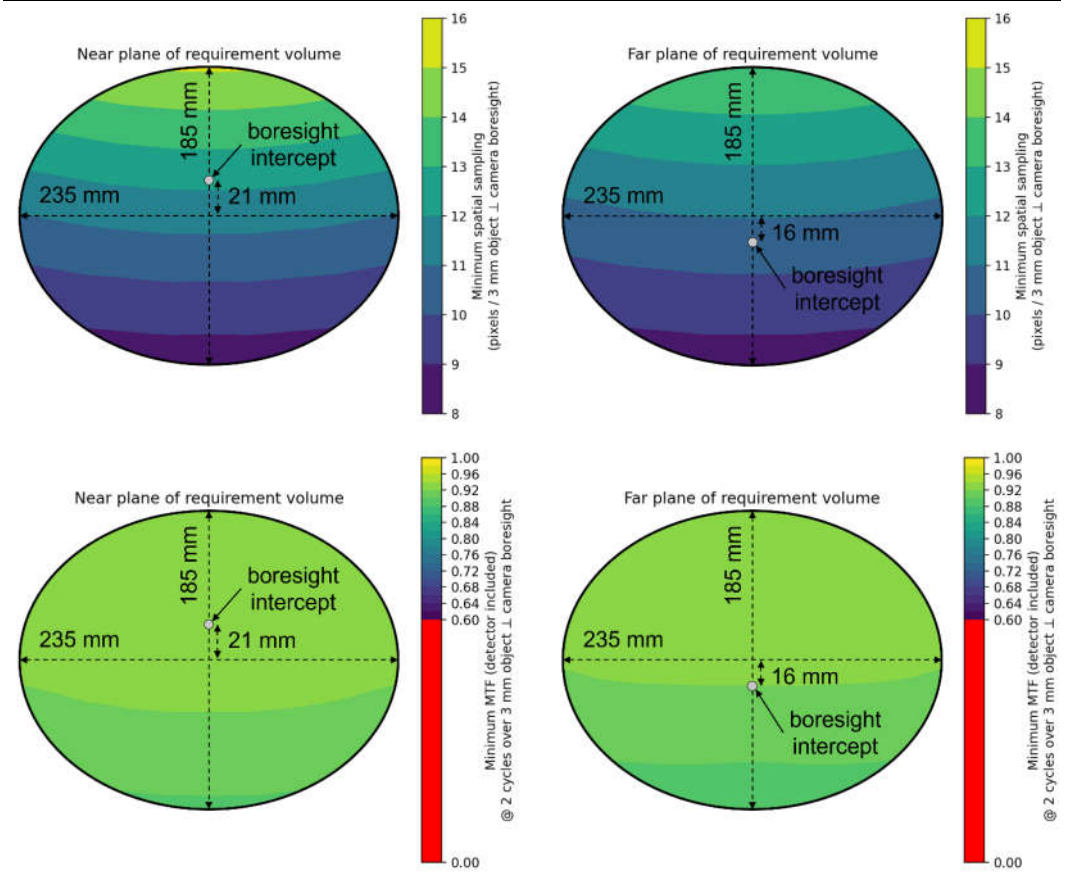 Near plane of requirement volume
185 mm
boresight
intercept
235 mm
21 mm
16
15
14
13
12
11
10
9
8
Minimum spatial sampling
(pixels / 3 mm object ⊥ camera boresight)
Far plane of requirement volume
185 mm
235 mm
16 mm
boresight
intercept
16
15
14
13
12
11
10
9
8
Minimum spatial sampling
(pixels / 3 mm object ⊥ camera boresight)
Near plane of requirement volume
185 mm
boresight
intercept
235 mm
21 mm
1.00
0.96
0.92
0.88
0.84
0.80
0.76
0.72
0.68
0.64
0.60
0.00
Minimum MTF (detector included)
@ 2 cycles over 3 mm object ⊥ camera boresight
Far plane of requirement volume
185 mm
235 mm
16 mm
boresight
intercept
1.00
0.96
0.92
0.88
0.84
0.80
0.76
0.72
0.68
0.64
0.60
0.00
Minimum MTF (detector included)
@ 2 cycles over 3 mm object ⊥ camera boresight